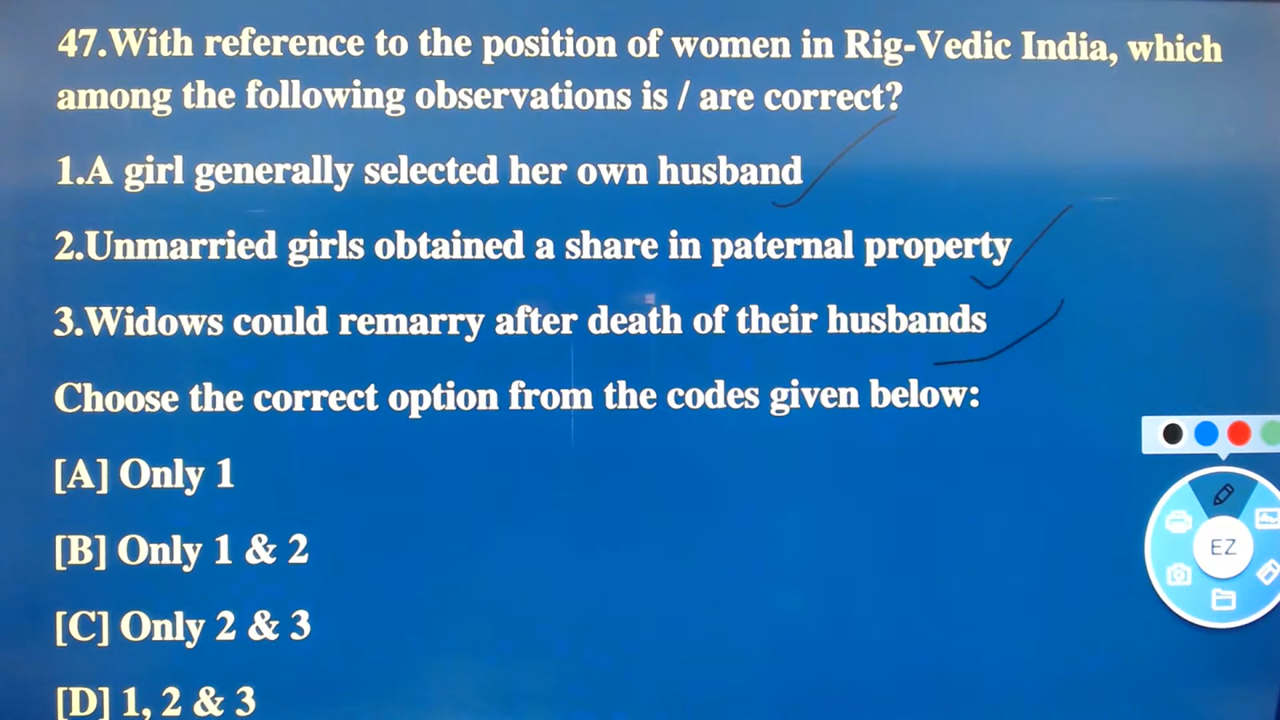 47.With reference to the position of women in Rig-Vedic India, which
among the following observations is / are correct?
1.A girl generally selected her own husband
2.Unmarried girls obtained a share in paternal property
3.Widows could remarry after death of their husbands
Choose the correct option from the codes given below:
[A] Only 1
[B] Only 1 & 2
[C] Only 2 & 3
[D] 1, 2 & 3
EZ